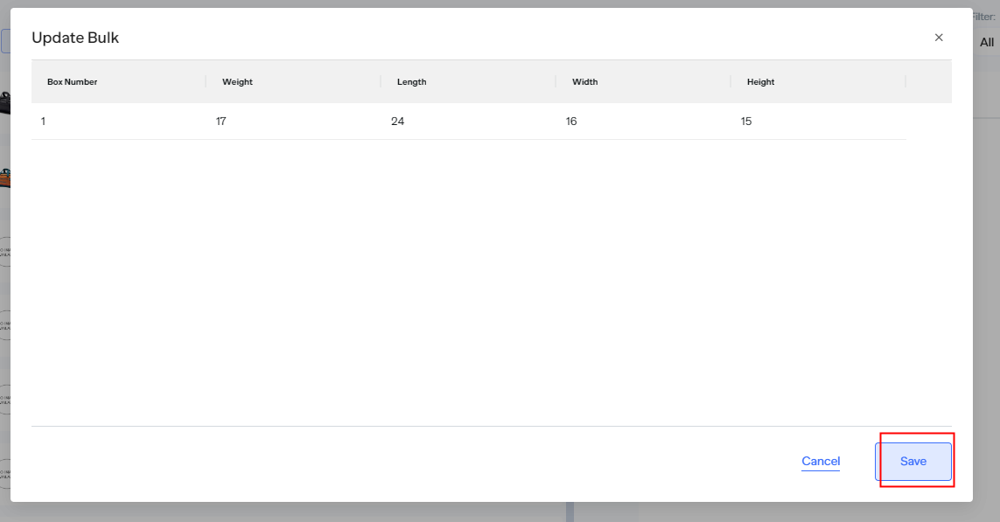 Filter:
Update Bulk
All
Box Number Weight Length Width Height
1 17 24 16 15
Cancel Save